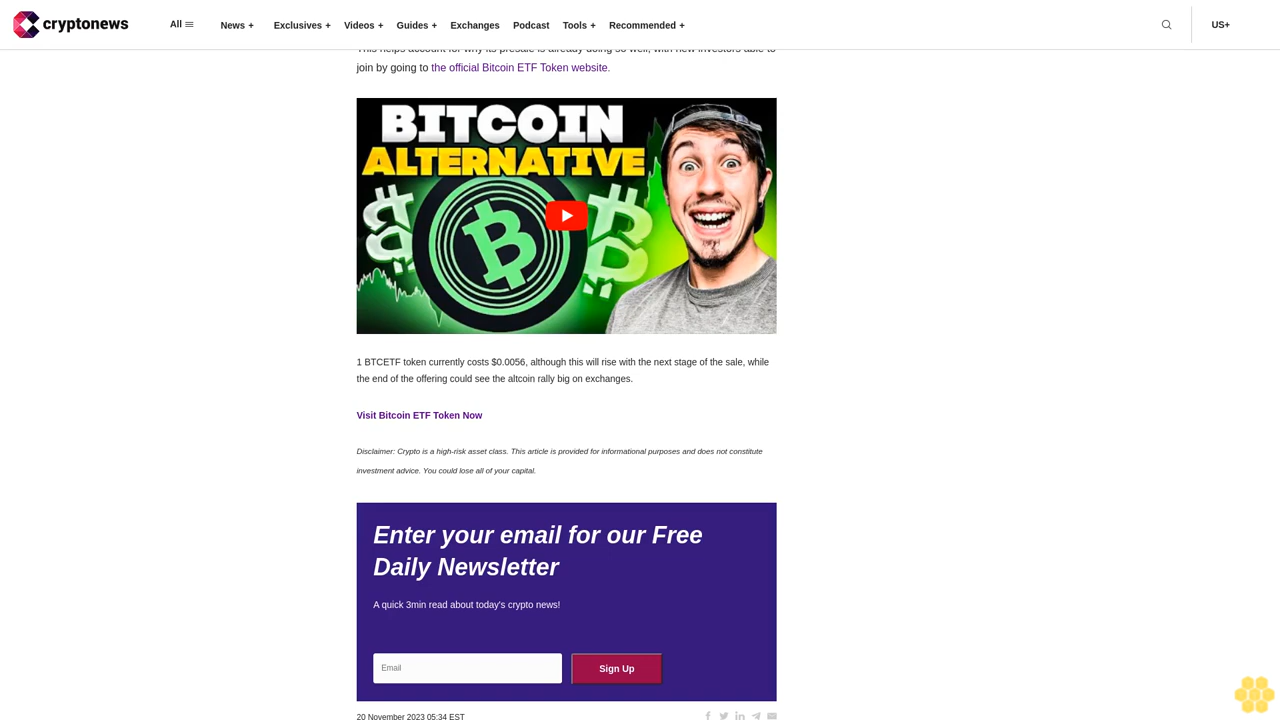 cryptonews
All
News +
Exclusives +
Videos +
Guides +
Exchanges
Podcast
Tools +
Recommended +
US+
This helps account for why its presale is already doing so well, with new investors able to
join by going to the official Bitcoin ETF Token website.
BITCOIN
ALTERNATIVE
1 BTCETF token currently costs $0.0056, although this will rise with the next stage of the sale, while
the end of the offering could see the altcoin rally big on exchanges.
Visit Bitcoin ETF Token Now
Disclaimer: Crypto is a high-risk asset class. This article is provided for informational purposes and does not constitute
investment advice. You could lose all of your capital.
Enter your email for our Free
Daily Newsletter
A quick 3min read about today's crypto news!
Email
Sign Up
20 November 2023 05:34 EST